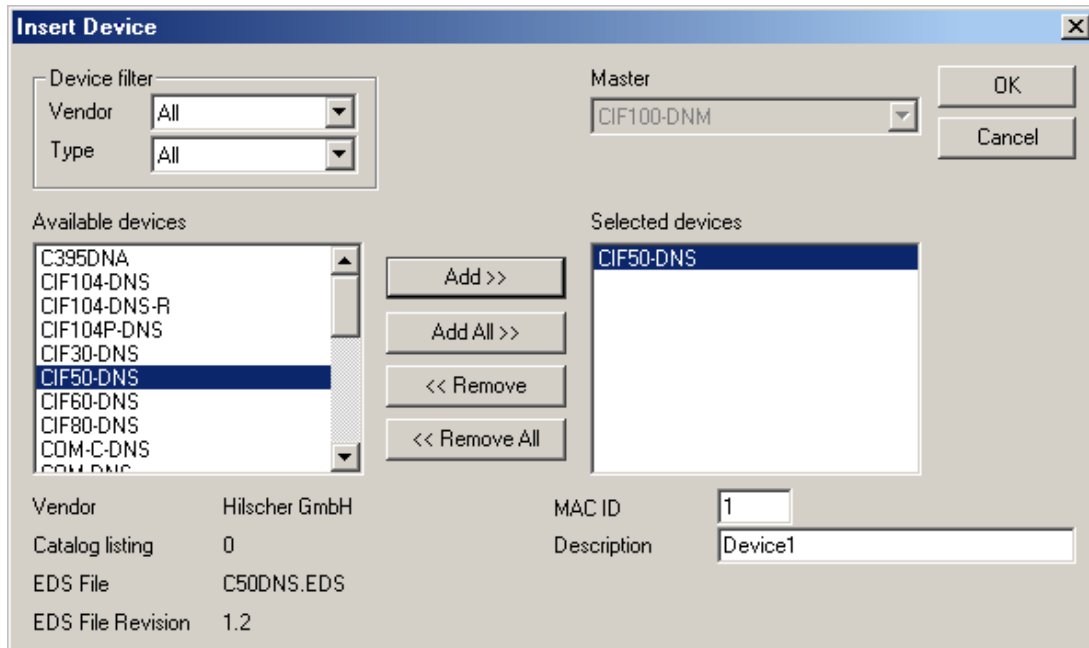 Insert Device
Device filter
Vendor All
Type All
Master
CIF100-DNM
OK
Cancel
Available devices
C395DNA
CIF104-DNS
CIF104-DNS-R
CIF104P-DNS
CIF30-DNS
CIF50-DNS
CIF60-DNS
CIF80-DNS
COM-C-DNS
COM-DNS
Add >>
Add All >>
<< Remove
<< Remove All
Selected devices
CIF50-DNS
Vendor Hilscher GmbH
Catalog listing 0
EDS File C50DNS.EDS
EDS File Revision 1.2
MAC ID 1
Description Device1